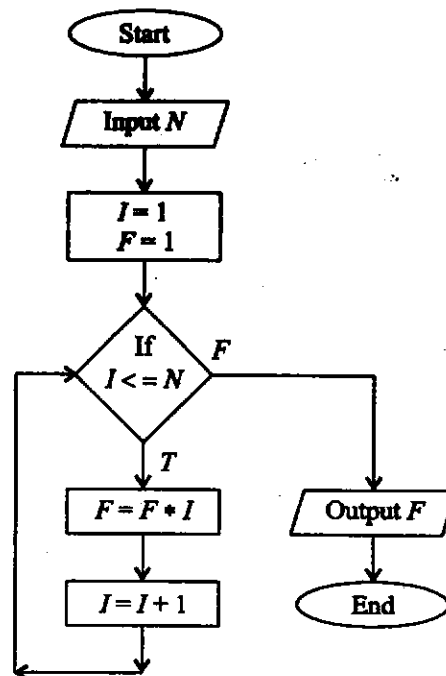 Start
Input N
I = 1
F = 1
If
I < = N
F
T
F = F * I
I = I + 1
Output F
End